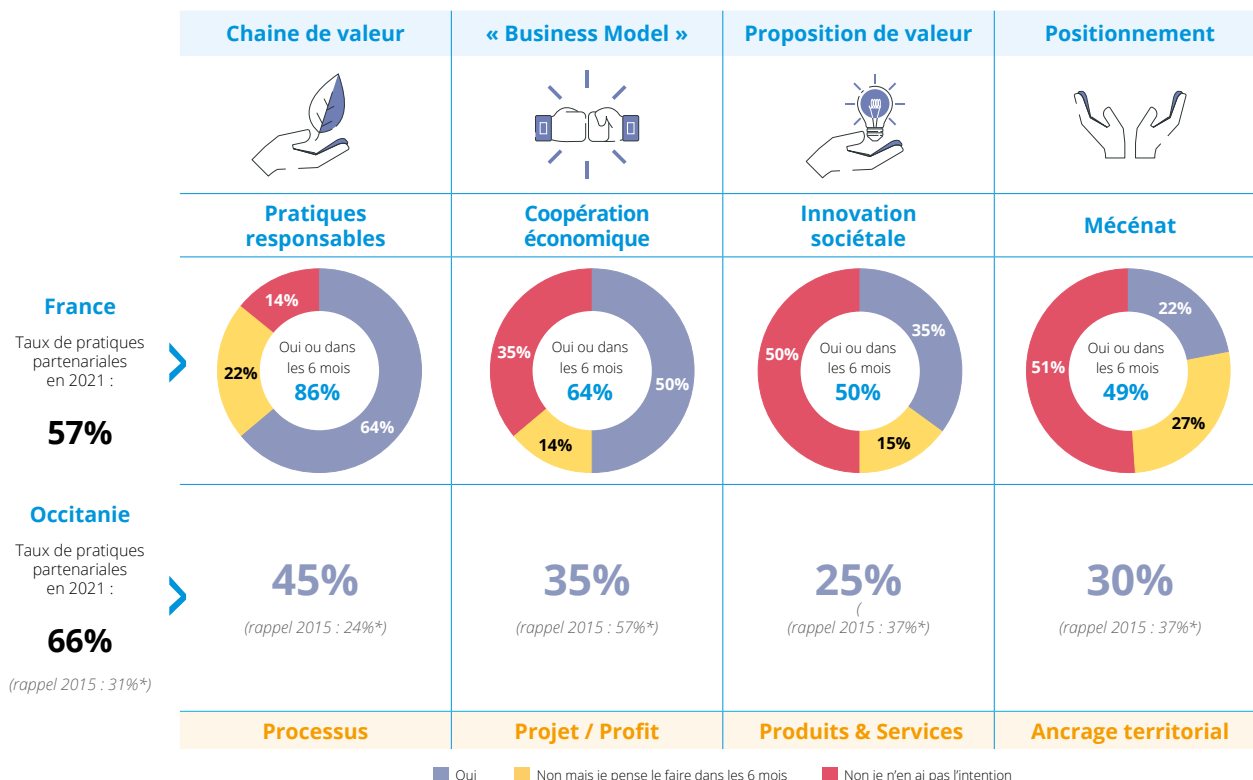 Chaine de valeur
« Business Model »
Proposition de valeur
Positionnement
Pratiques
responsables
Coopération
économique
Innovation
sociétale
Mécénat
France
Taux de pratiques
partenariales
en 2021 :
57%
14%
22%
64%
Oui ou dans
les 6 mois
86%
35%
14%
50%
Oui ou dans
les 6 mois
64%
50%
15%
35%
Oui ou dans
les 6 mois
50%
51%
27%
22%
Oui ou dans
les 6 mois
49%
Occitanie
Taux de pratiques
partenariales
en 2021 :
66%
(rappel 2015 : 31%*)
45%
(rappel 2015 : 24%*)
35%
(rappel 2015 : 57%*)
25%
(
(rappel 2015 : 37%*)
30%
(rappel 2015 : 37%*)
Processus
Projet / Profit
Produits & Services
Ancrage territorial
Oui
Non mais je pense le faire dans les 6 mois
Non je n'en ai pas l'intention